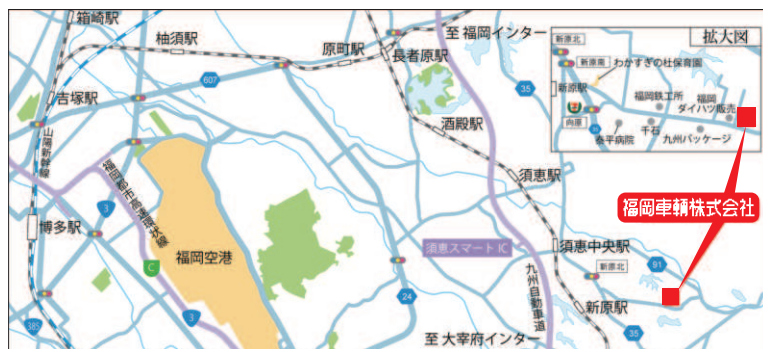 箱崎駅
柚須駅
原町駅
至 福岡インター
長者原駅
607
35
吉塚駅
山陽新幹線
酒殿駅
須恵駅
福岡都市高速環状線
3
博多駅
福岡空港
C
須恵スマートIC
須恵中央駅
新原北
91
24
九州自動車道
新原駅
3
385
至 大宰府インター
35
拡大図
新原北
新原南
わかすぎの杜保育園
新原駅
福岡鉄工所
福岡
ダイハツ販売
向原
泰平病院
千石
九州パッケージ
福岡車輌株式会社